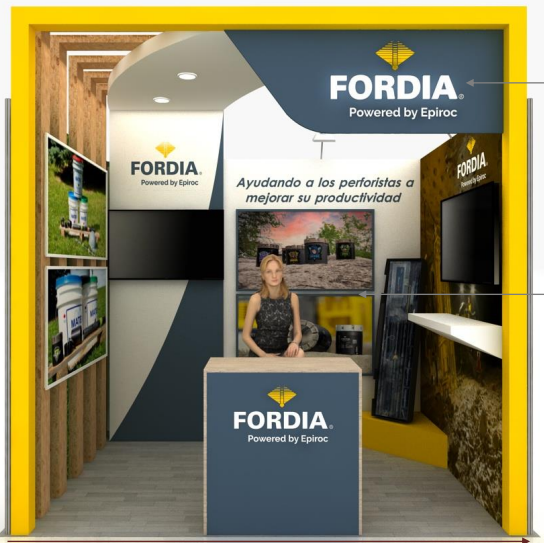 FORDIA®
Powered by Epiroc
FORDIA®
Powered by Epiroc
FORDIA
Powered by Epiroc
Ayudando a los perforistas a
mejorar su productividad
FORDIA®
Powered by Epiroc